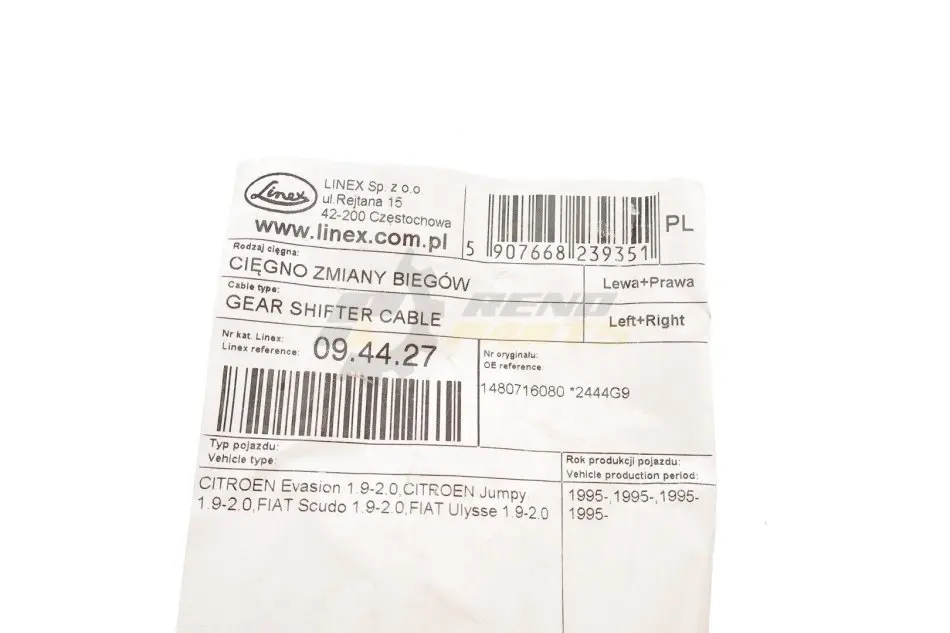 Linex
LINEX Sp. z o.o
ul.Rejtana 15
42-200 Częstochowa
www.linex.com.pl
5 907668 239351
PL
Rodzaj cięgna:
CIĘGNO ZMIANY BIEGÓW
Lewa+Prawa
Cable type:
GEAR SHIFTER CABLE
Left+Right
RENO
PARTS
Nr kat. Linex:
Linex reference:
09.44.27
Nr oryginału:
OE reference:
1480716080 *2444G9
Typ pojazdu:
Vehicle type:
Rok produkcji pojazdu:
Vehicle production period:
CITROEN Evasion 1.9-2.0,CITROEN Jumpy
1.9-2.0,FIAT Scudo 1.9-2.0,FIAT Ulysse 1.9-2.0
1995-,1995-,1995-
1995-